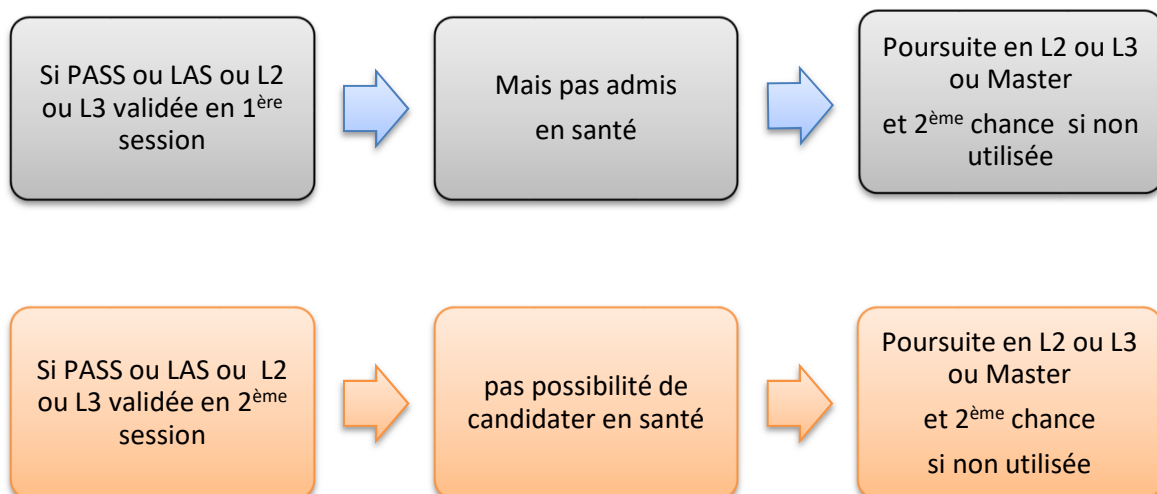 Si PASS ou LAS ou L2
ou L3 validée en 1ère
session
Mais pas admis
en santé
Poursuite en L2 ou L3
ou Master
et 2ème chance si non
utilisée
Si PASS ou LAS ou L2
ou L3 validée en 2ème
session
pas possibilité de
candidater en santé
Poursuite en L2 ou L3
ou Master
et 2ème chance
si non utilisée